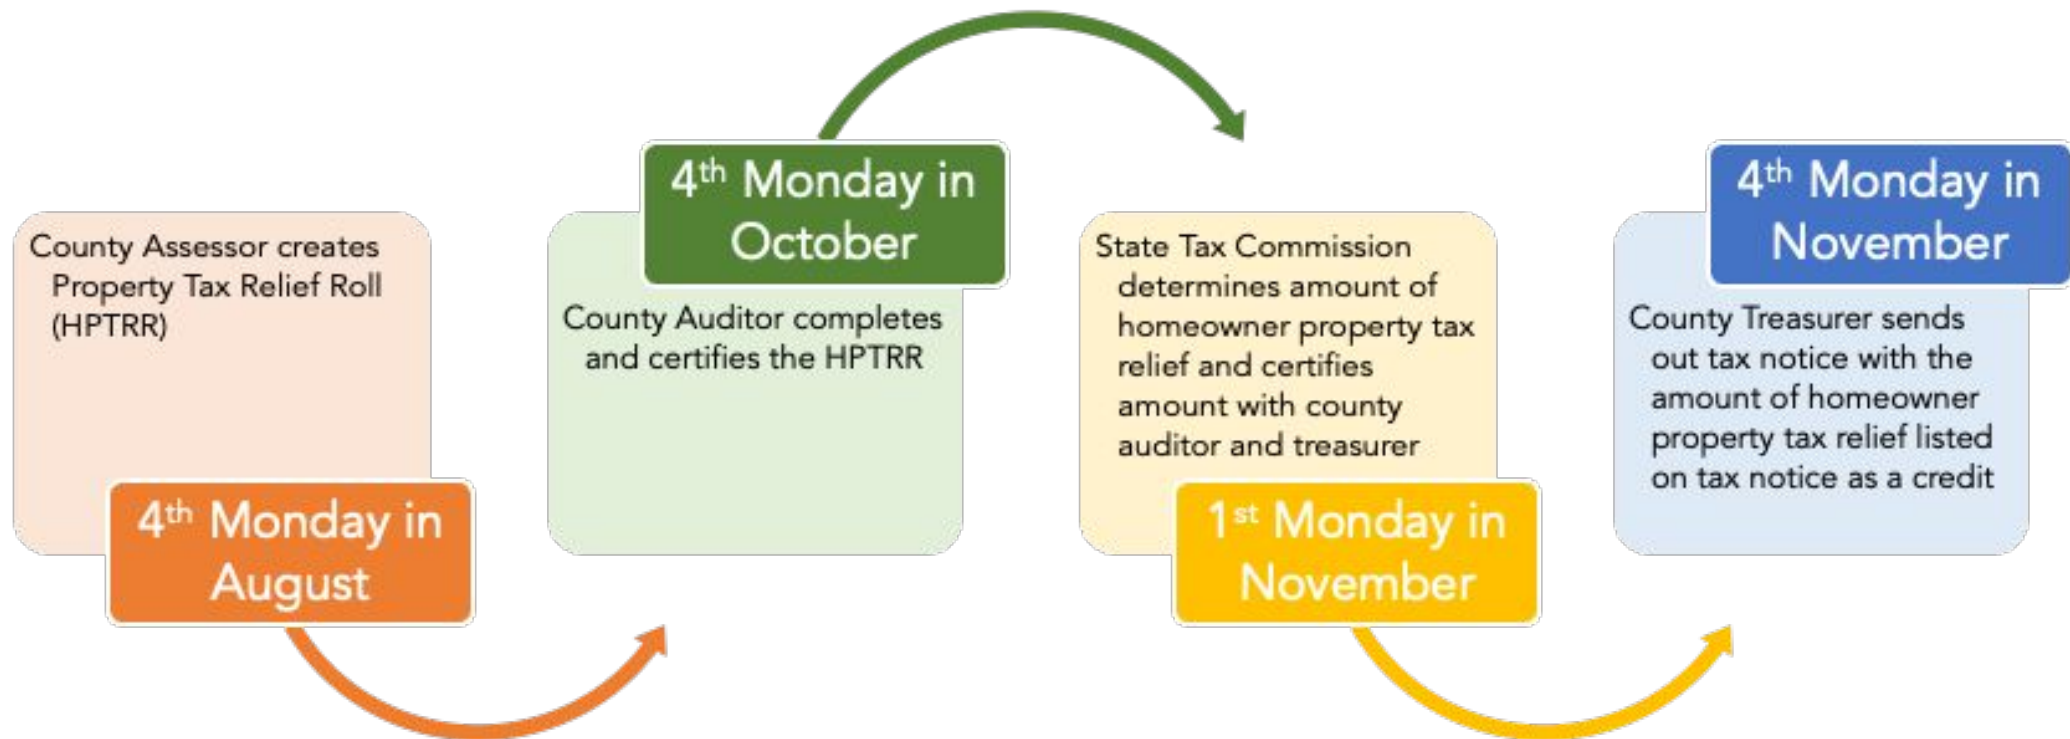 County Assessor creates
Property Tax Relief Roll
(HPTRR)
4th Monday in
August
4th Monday in
October
County Auditor completes
and certifies the HPTRR
State Tax Commission
determines amount of
homeowner property tax
relief and certifies
amount with county
auditor and treasurer
1st Monday in
November
4th Monday in
November
County Treasurer sends
out tax notice with the
amount of homeowner
property tax relief listed
on tax notice as a credit